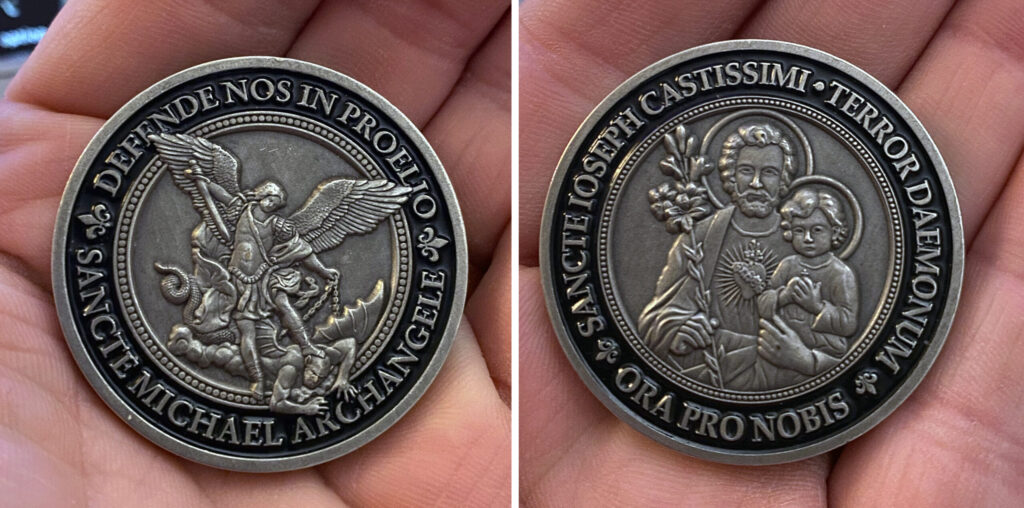 DEFENDE NOS IN PROELIO
SANCTE MICHAEL ARCHANGELE
SANCTE IOSEPH CASTISSIMI • TERROR DAEMONUM
ORA PRO NOBIS